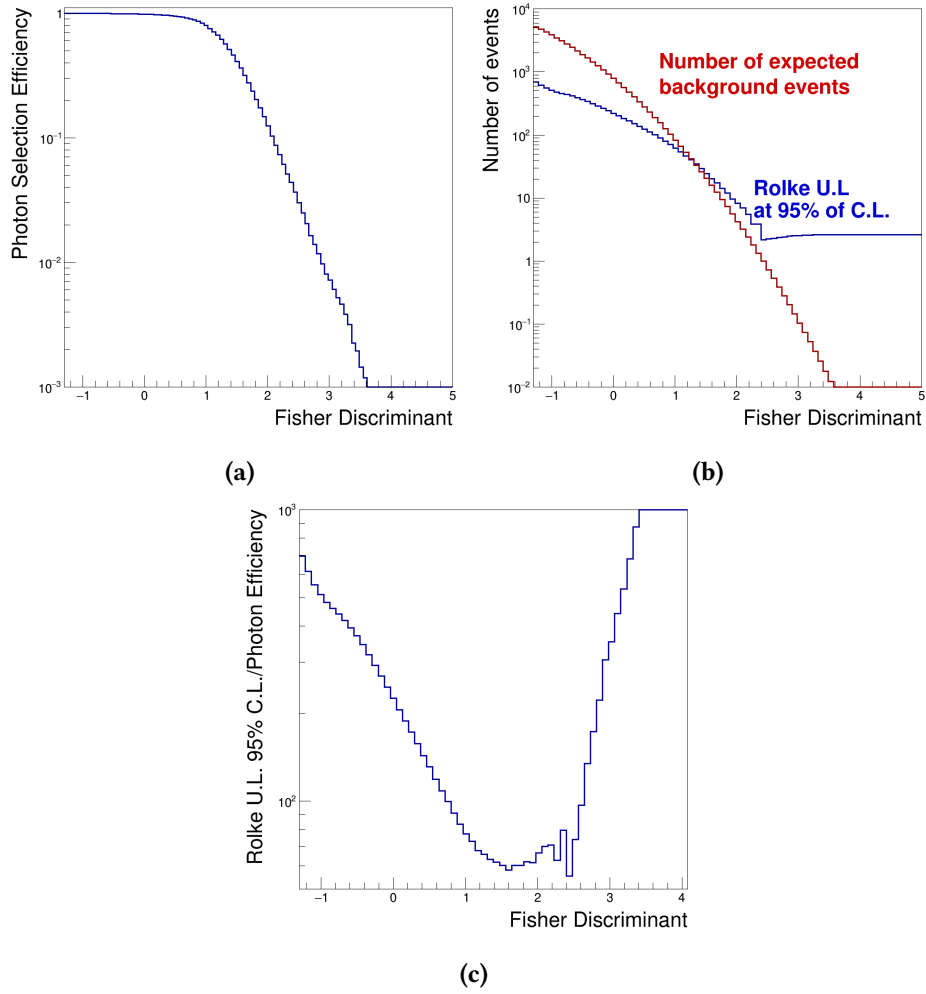 Photon Selection Efficiency
1
10⁻¹
10⁻²
10⁻³
−1 0 1 2 3 4 5
Fisher Discriminant
(a)
Number of events
10⁴
10³
10²
10
1
10⁻¹
10⁻²
Number of expected
background events
Rolke U.L
at 95% of C.L.
−1 0 1 2 3 4 5
Fisher Discriminant
(b)
Rolke U.L. 95% C.L./Photon Efficiency
10³
10²
−1 0 1 2 3 4
Fisher Discriminant
(c)